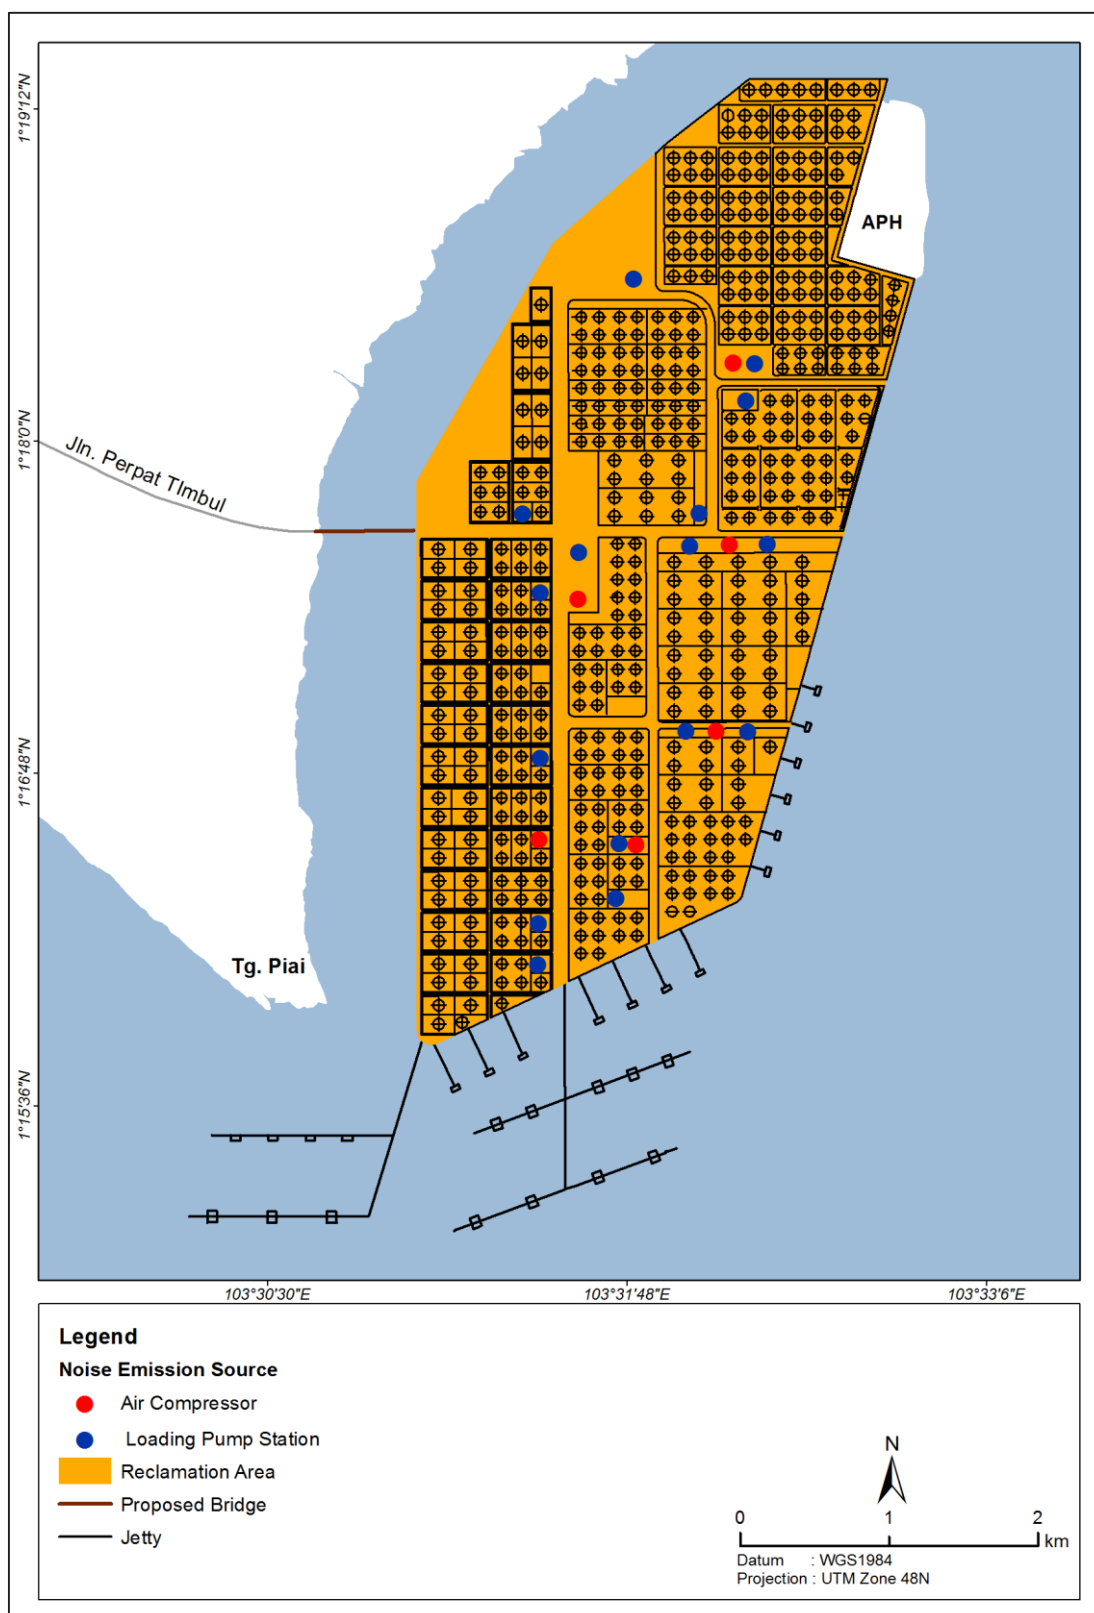 1°19'12"N
1°18'0"N
1°16'48"N
1°15'36"N
APH
Jln. Perpat TImbul
Tg. Piai
103°30'30"E
103°31'48"E
103°33'6"E
Legend
Noise Emission Source
Air Compressor
Loading Pump Station
Reclamation Area
Proposed Bridge
Jetty
N
0 1 2
km
Datum : WGS1984
Projection : UTM Zone 48N